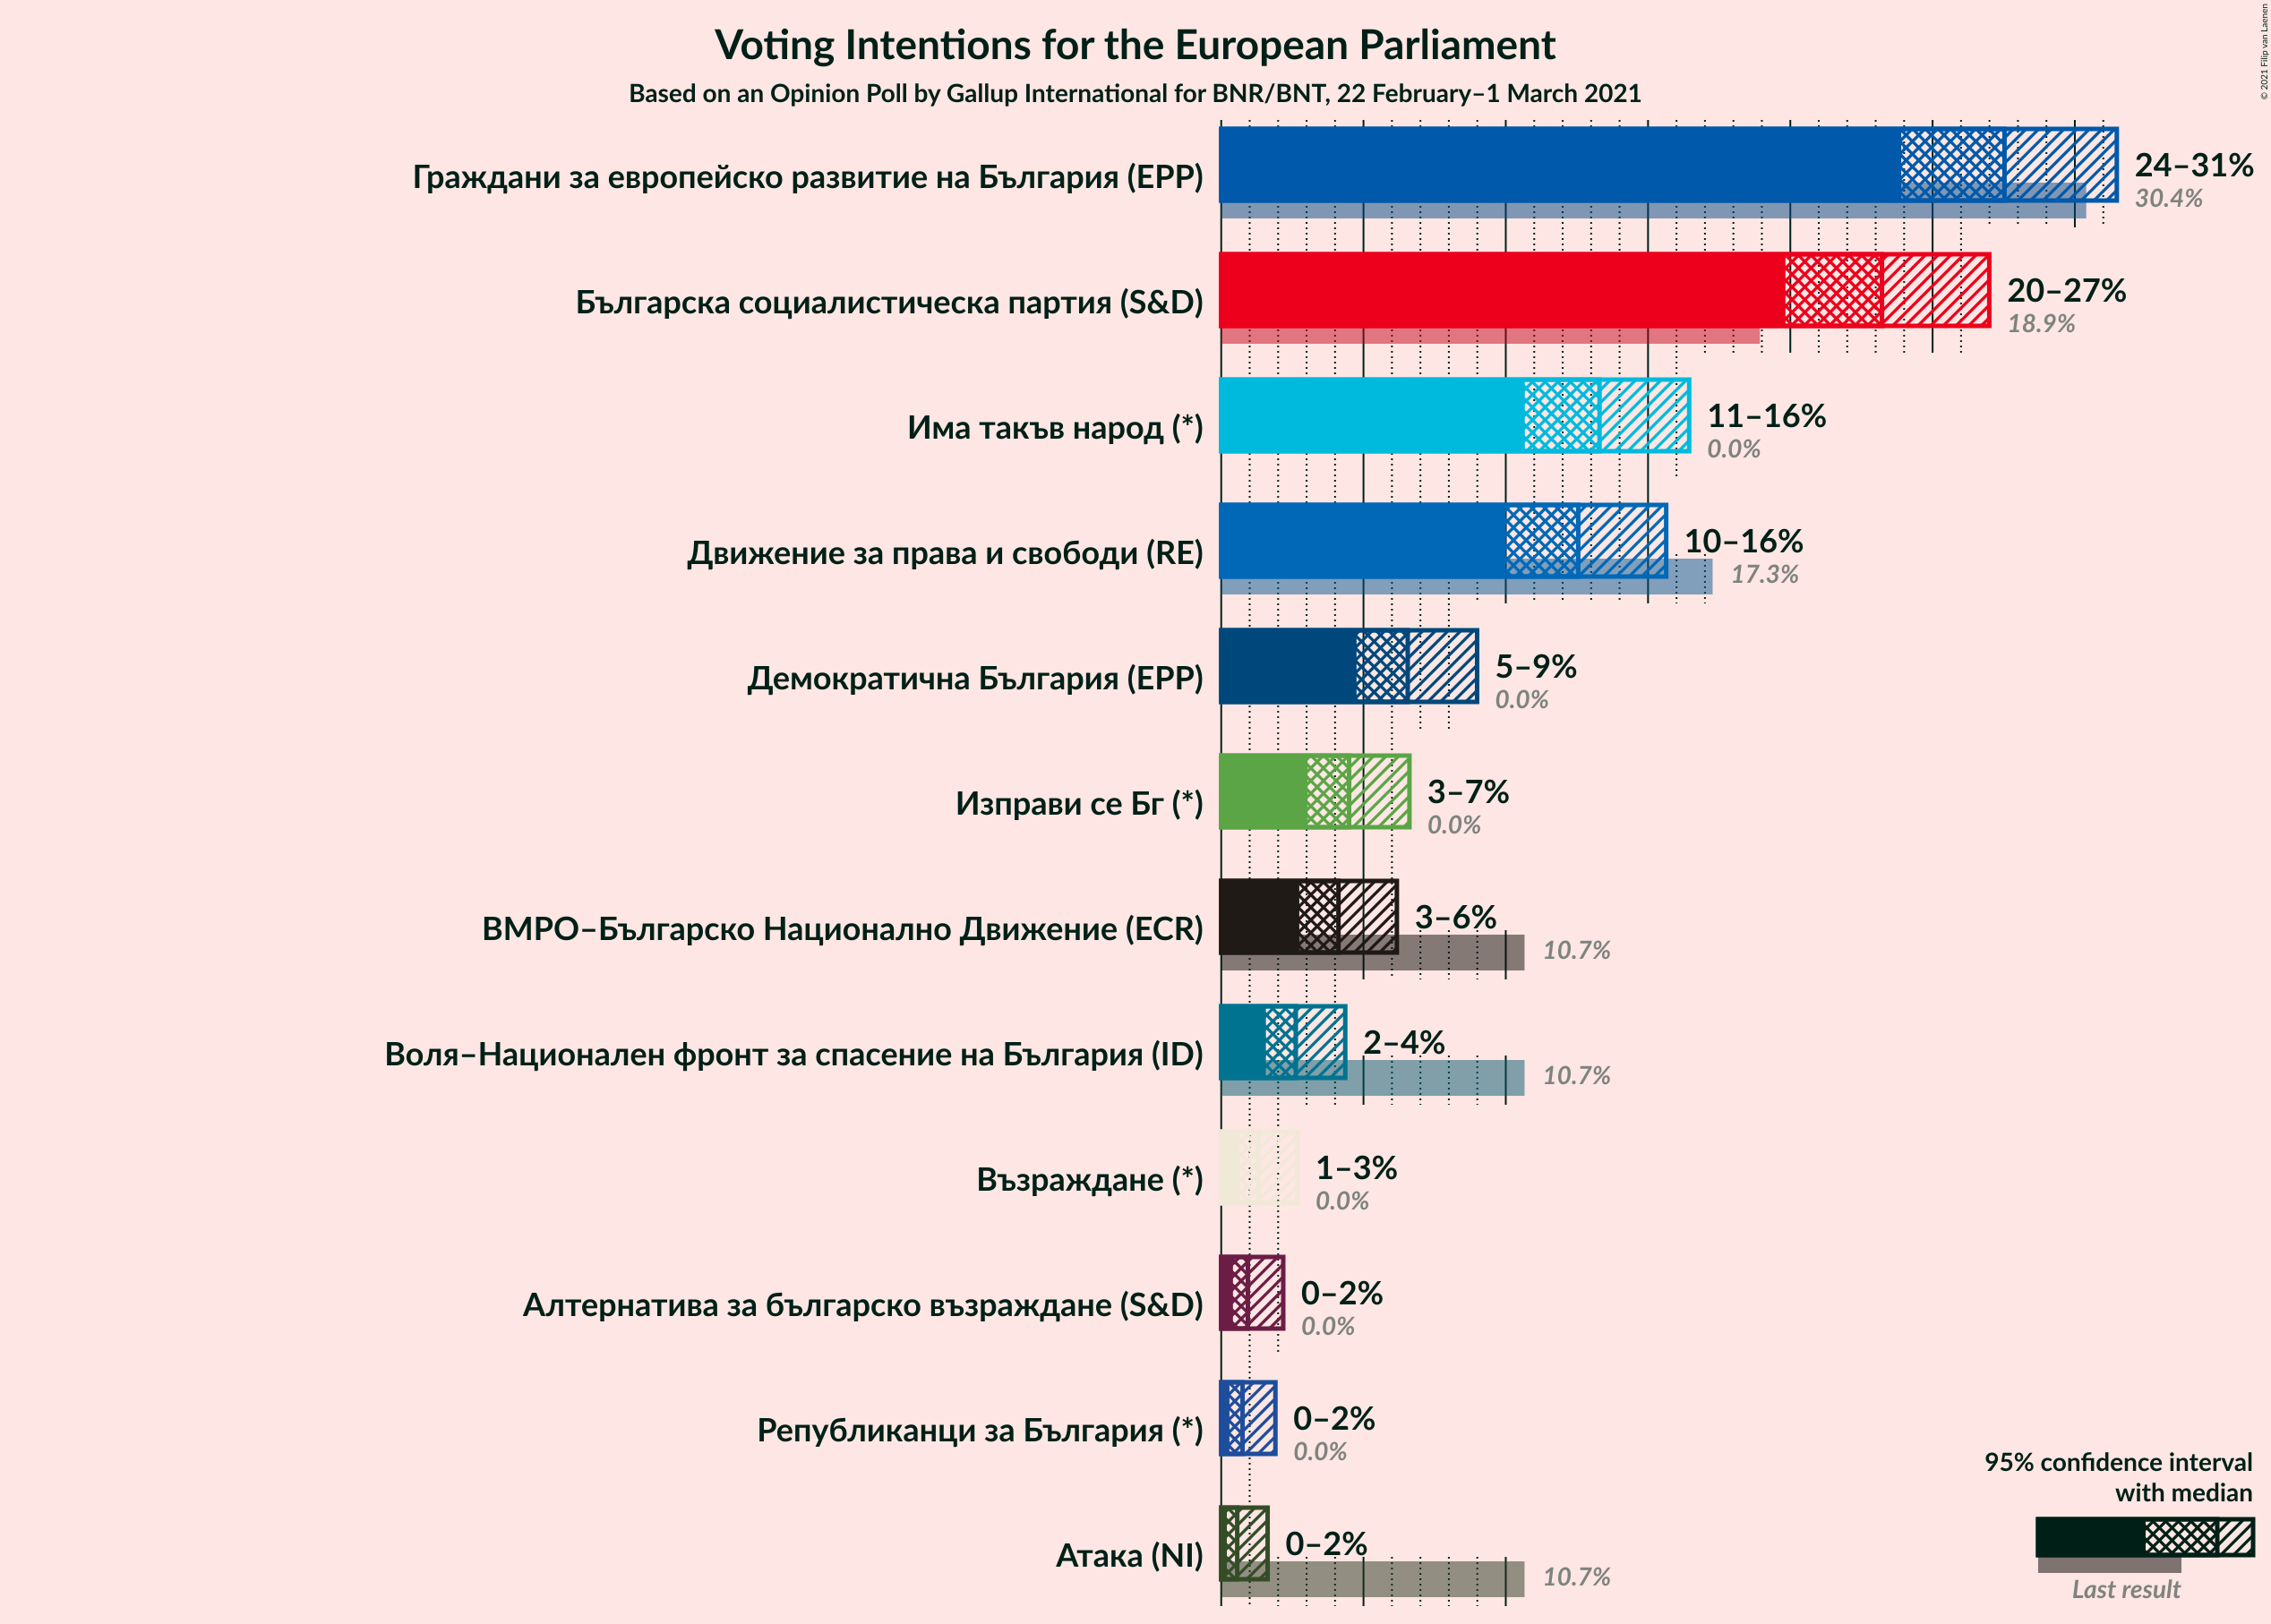 Voting Intentions for the European Parliament
Based on an Opinion Poll by Gallup International for BNR/BNT, 22 February–1 March 2021
© 2021 Filip van Laenen
Граждани за европейско развитие на България (EPP)
24–31%
30.4%
Българска социалистическа партия (S&D)
20–27%
18.9%
Има такъв народ (*)
11–16%
0.0%
Движение за права и свободи (RE)
10–16%
17.3%
Демократична България (EPP)
5–9%
0.0%
Изправи се Бг (*)
3–7%
0.0%
ВМРО–Българско Национално Движение (ECR)
3–6%
10.7%
Воля–Национален фронт за спасение на България (ID)
2–4%
10.7%
Възраждане (*)
1–3%
0.0%
Алтернатива за българско възраждане (S&D)
0–2%
0.0%
Републиканци за България (*)
0–2%
0.0%
Атака (NI)
0–2%
10.7%
95% confidence interval
with median
Last result